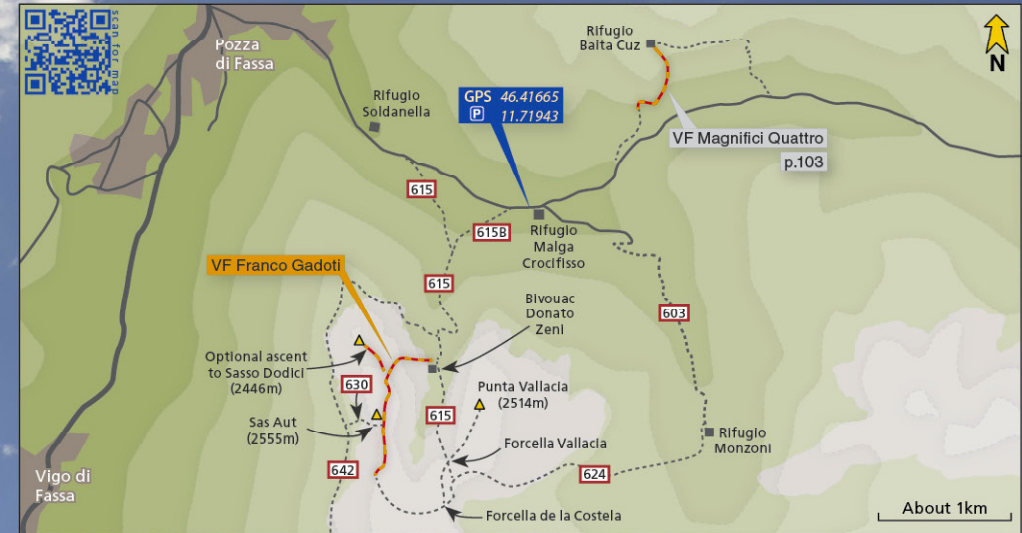 scan for map
Pozza
di Fassa
Rifugio
Soldanella
GPS 46.41665
P 11.71943
Rifugio
Baita Cuz
N
VF Magnifici Quattro
p.103
615
615B
Rifugio
Malga
Crocifisso
VF Franco Gadoti
615
Bivouac
Donato
Zeni
603
Optional ascent
to Sasso Dodici
(2446m)
630
Punta Vallacia
(2514m)
615
Sas Aut
(2555m)
Forcella Vallacia
Rifugio
Monzoni
642
624
Vigo di
Fassa
Forcella de la Costela
About 1km